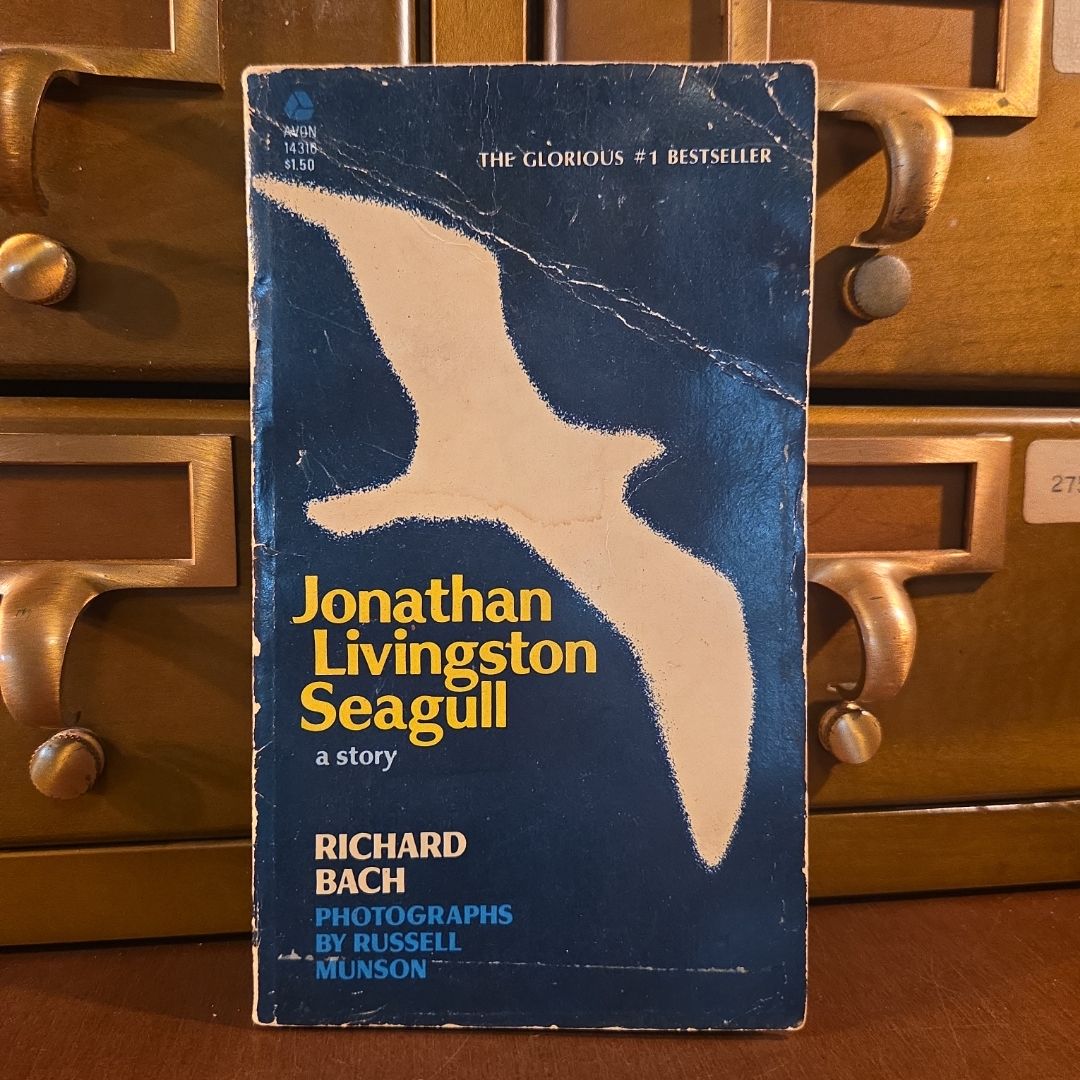 AVON
14316
$1.50
THE GLORIOUS #1 BESTSELLER
Jonathan
Livingston
Seagull
a story
RICHARD
BACH
PHOTOGRAPHS
BY RUSSELL
MUNSON